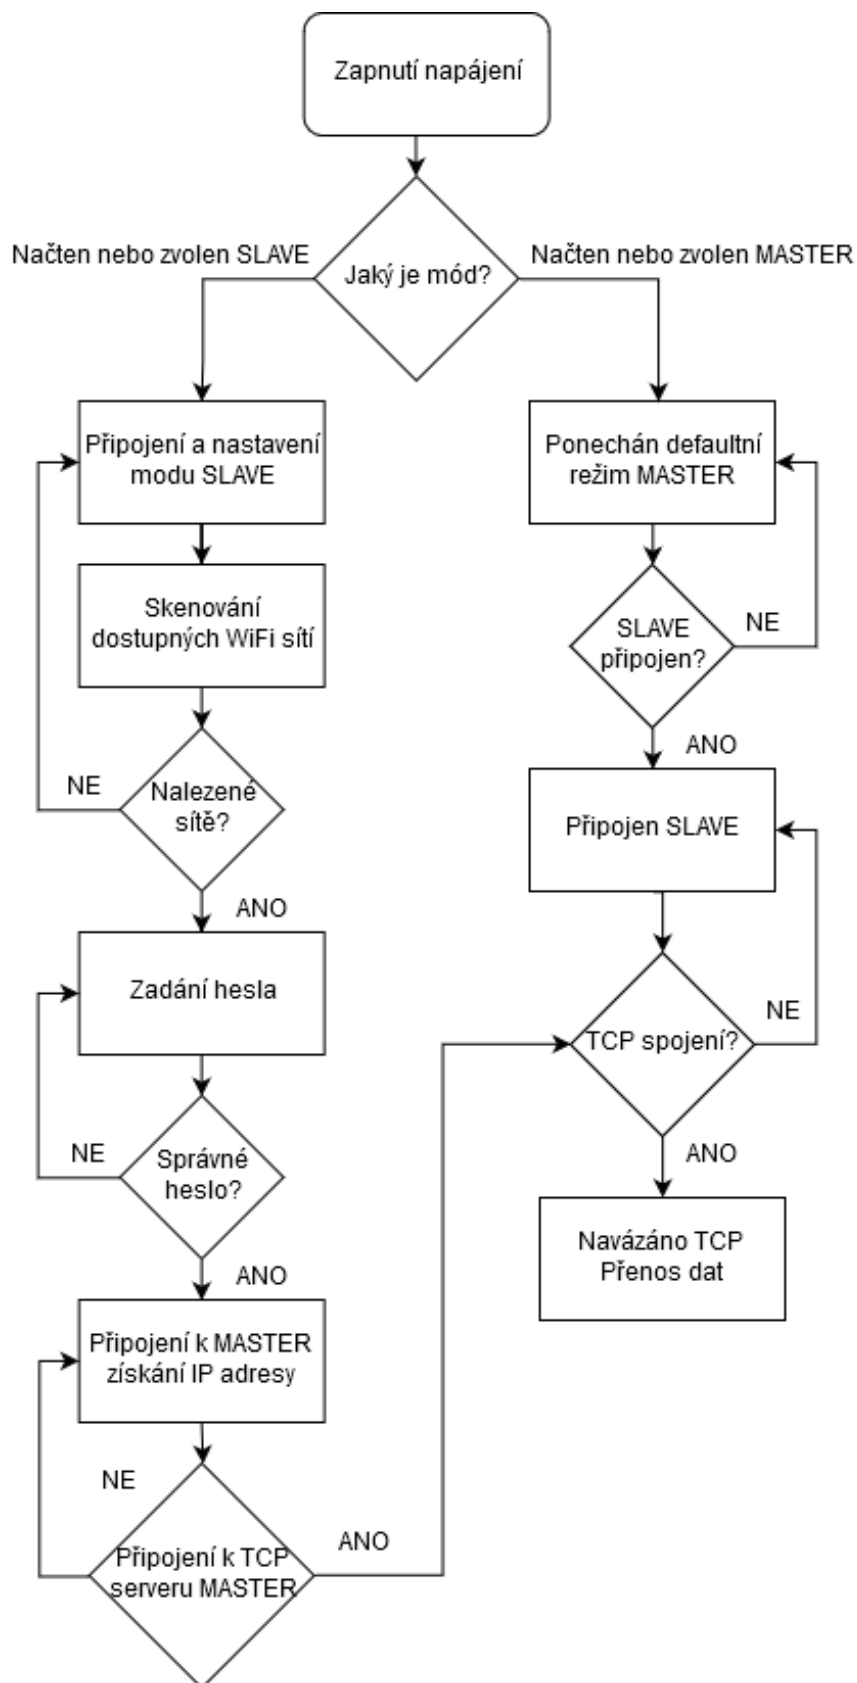 Zapnutí napájení
Načten nebo zvolen SLAVE
Načten nebo zvolen MASTER
Jaký je mód?
Připojení a nastavení
modu SLAVE
Ponechán defaultní
režim MASTER
Skenování
dostupných WiFi sítí
SLAVE
připojen?
NE
ANO
NE
Nalezené
sítě?
Připojen SLAVE
ANO
Zadání hesla
NE
TCP spojení?
NE
Správné
heslo?
ANO
Navázáno TCP
Přenos dat
ANO
Připojení k MASTER
získání IP adresy
NE
ANO
Připojení k TCP
serveru MASTER